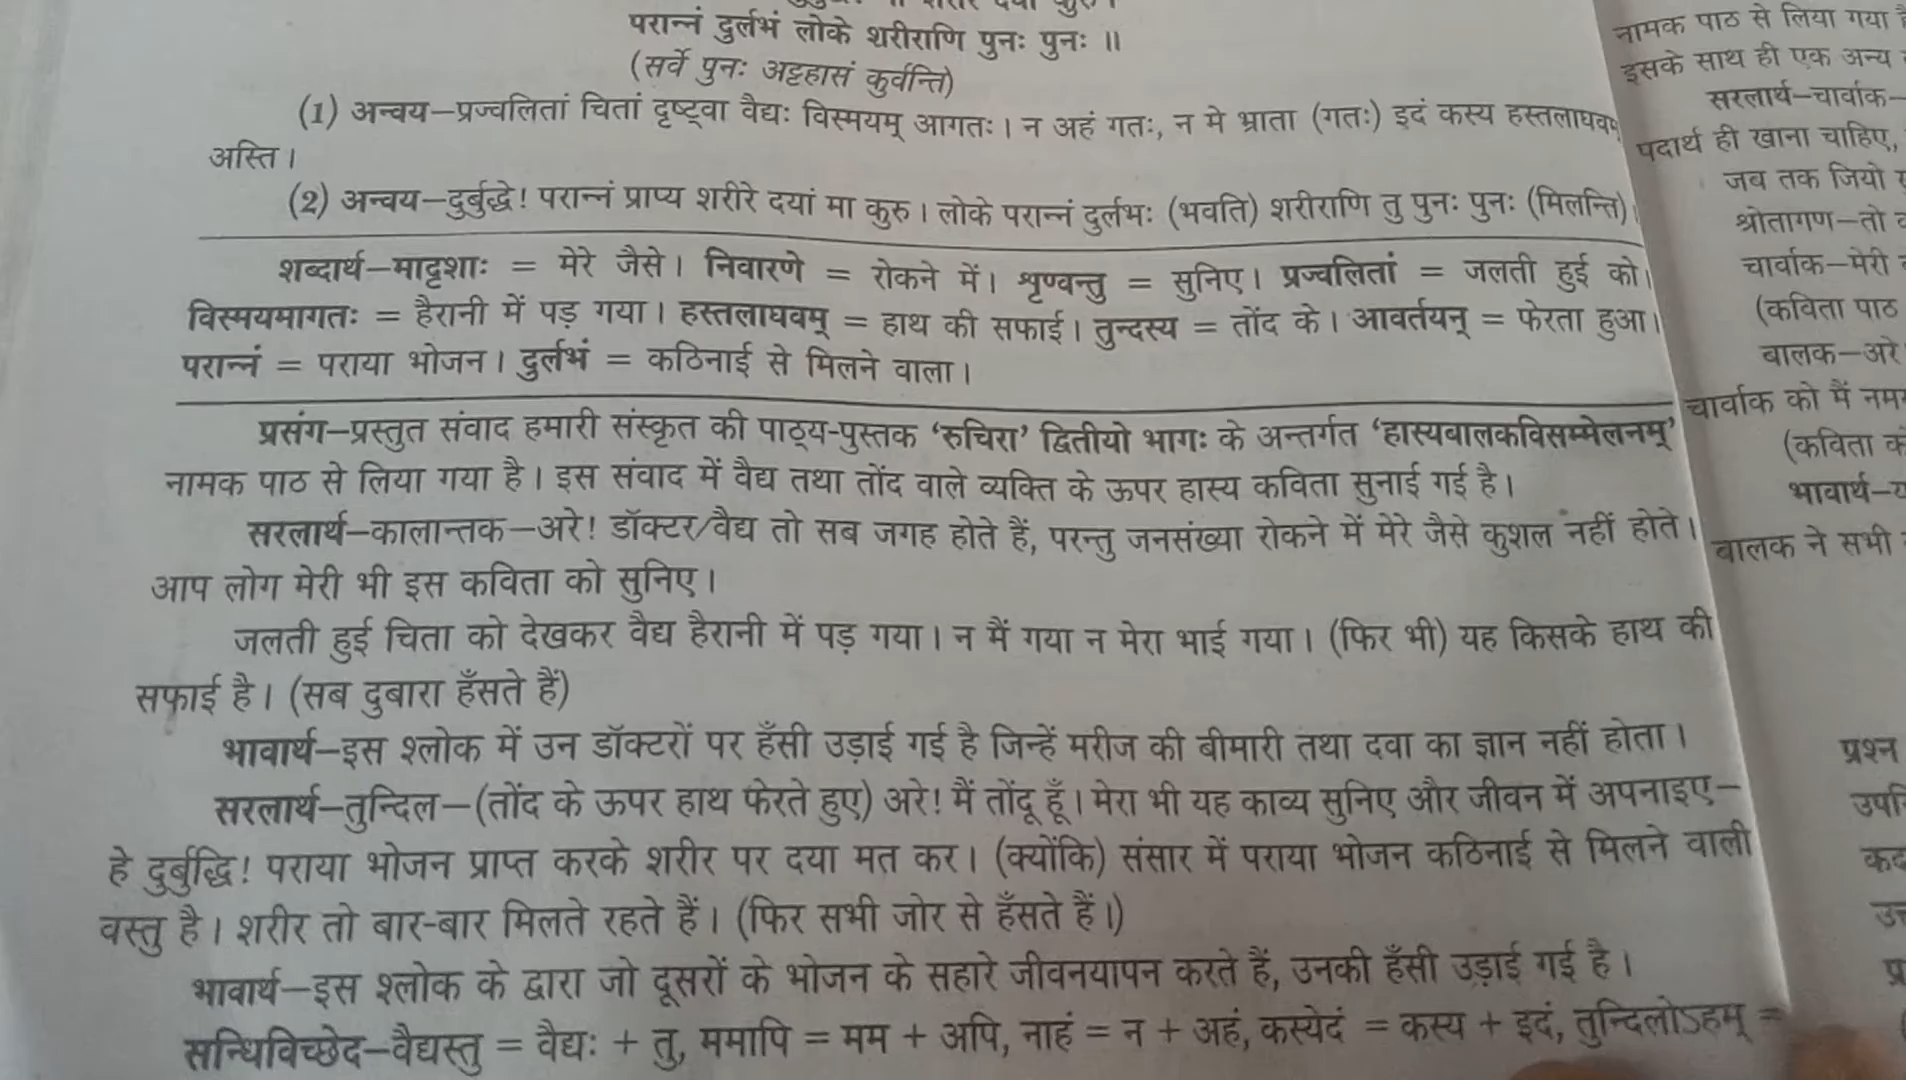 परान्नं दुर्लभं लोके शरीराणि पुनः पुनः ॥
(सर्वे पुनः अट्टहासं कुर्वन्ति)
(1) अन्वय–प्रज्वलितां चितां दृष्ट्वा वैद्यः विस्मयम् आगतः। न अहं गतः, न मे भ्राता (गतः) इदं कस्य हस्तलाघवम्
अस्ति।
(2) अन्वय–दुर्बुद्धे! परान्नं प्राप्य शरीरे दयां मा कुरु। लोके परान्नं दुर्लभः (भवति) शरीराणि तु पुनः पुनः (मिलन्ति)।
शब्दार्थ–मादृशाः = मेरे जैसे। निवारणे = रोकने में। श्रृण्वन्तु = सुनिए। प्रज्वलितां = जलती हुई को।
विस्मयमागतः = हैरानी में पड़ गया। हस्तलाघवम् = हाथ की सफाई। तुन्दस्य = तोंद के। आवर्तयन् = फेरता हुआ।
परान्नं = पराया भोजन। दुर्लभं = कठिनाई से मिलने वाला।
प्रसंग–प्रस्तुत संवाद हमारी संस्कृत की पाठ्य-पुस्तक ‘रुचिरा’ द्वितीयो भागः के अन्तर्गत ‘हास्यबालकविसम्मेलनम्’
नामक पाठ से लिया गया है। इस संवाद में वैद्य तथा तोंद वाले व्यक्ति के ऊपर हास्य कविता सुनाई गई है।
सरलार्थ–कालान्तक–अरे! डॉक्टर/वैद्य तो सब जगह होते हैं, परन्तु जनसंख्या रोकने में मेरे जैसे कुशल नहीं होते।
आप लोग मेरी भी इस कविता को सुनिए।
जलती हुई चिता को देखकर वैद्य हैरानी में पड़ गया। न मैं गया न मेरा भाई गया। (फिर भी) यह किसके हाथ की
सफाई है। (सब दुबारा हँसते हैं)
भावार्थ–इस श्लोक में उन डॉक्टरों पर हँसी उड़ाई गई है जिन्हें मरीज की बीमारी तथा दवा का ज्ञान नहीं होता।
सरलार्थ–तुन्दिल–(तोंद के ऊपर हाथ फेरते हुए) अरे! मैं तोंदू हूँ। मेरा भी यह काव्य सुनिए और जीवन में अपनाइए–
हे दुर्बुद्धि! पराया भोजन प्राप्त करके शरीर पर दया मत कर। (क्योंकि) संसार में पराया भोजन कठिनाई से मिलने वाली
वस्तु है। शरीर तो बार-बार मिलते रहते हैं। (फिर सभी जोर से हँसते हैं।)
भावार्थ–इस श्लोक के द्वारा जो दूसरों के भोजन के सहारे जीवनयापन करते हैं, उनकी हँसी उड़ाई गई है।
सन्धिविच्छेद–वैद्यस्तु = वैद्यः + तु, ममापि = मम + अपि, नाहं = न + अहं, कस्येदं = कस्य + इदं, तुन्दिलोऽहम् =
नामक पाठ से लिया गया
इसके साथ ही एक अन्य
सरलार्थ–चार्वाक–
पदार्थ ही खाना चाहिए,
जब तक जियो
श्रोतागण–तो
चार्वाक–मेरी
(कविता पाठ
बालक–अरे
चार्वाक को मैं
(कविता
भावार्थ–
बालक ने सभी
प्रश्न